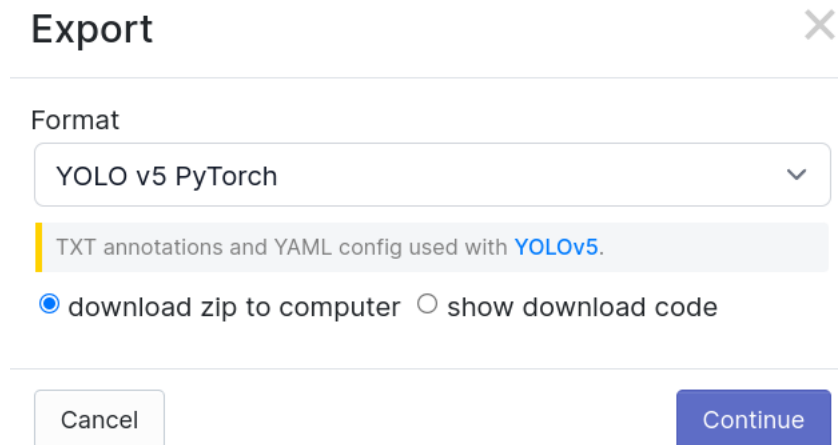 Export
Format
YOLO v5 PyTorch
TXT annotations and YAML config used with YOLOv5.
download zip to computer show download code
Cancel Continue